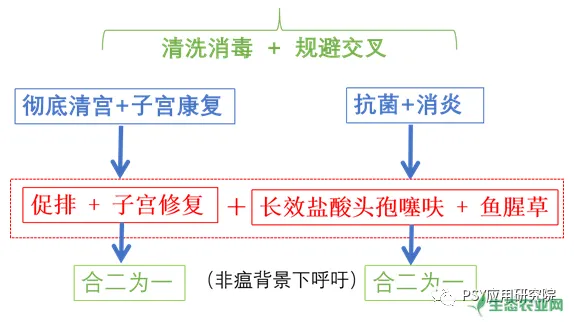 清洗消毒 + 规避交叉
彻底清宫+子宫康复
抗菌+消炎
促排 + 子宫修复 + 长效盐酸头孢噻呋 + 鱼腥草
合二为一 (非瘟背景下呼吁) 合二为一
PSY应用研究院
生态农业网